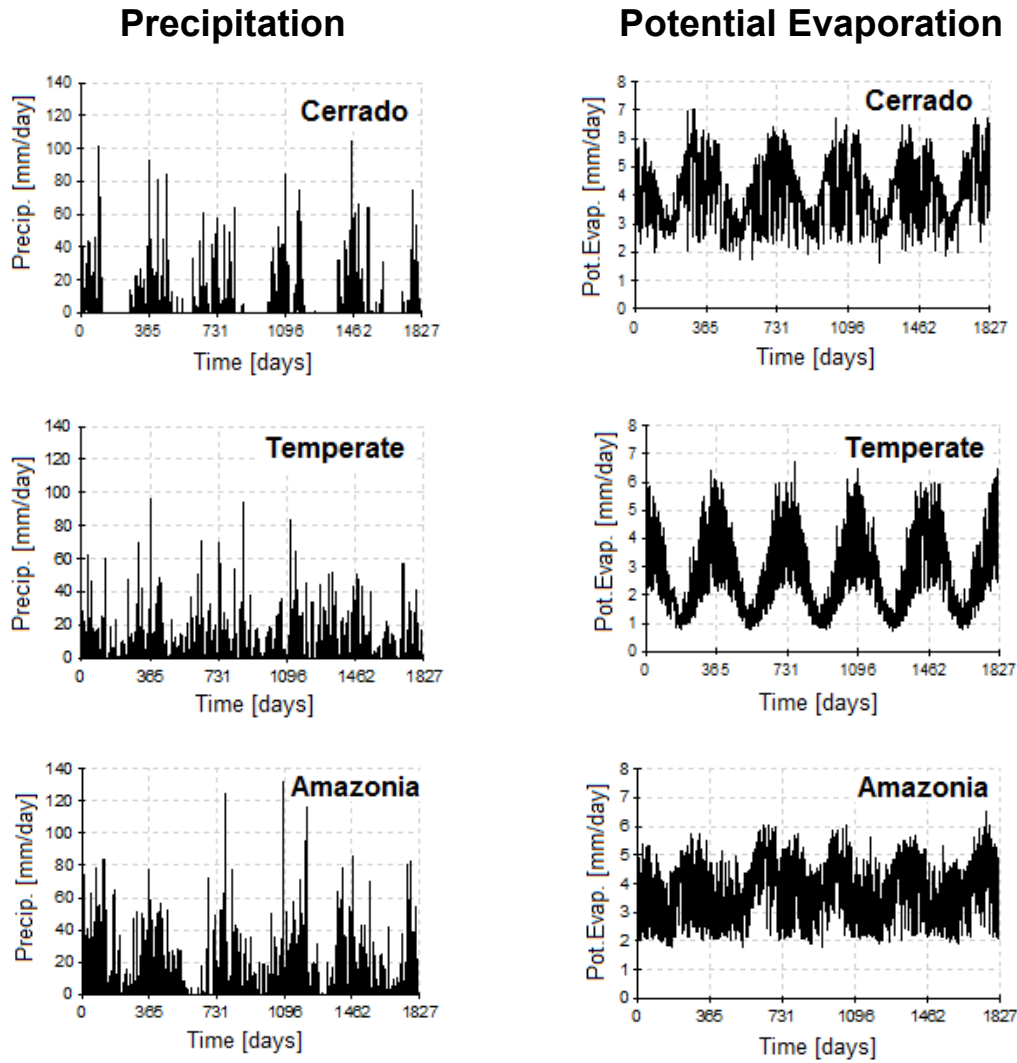 Precipitation
Potential Evaporation
Precip. [mm/day]
140
120
100
80
60
40
20
0
Cerrado
0 365 731 1096 1462 1827
Time [days]
Pot.Evap. [mm/day]
8
7
6
5
4
3
2
1
0
Cerrado
0 365 731 1096 1462 1827
Time [days]
Precip. [mm/day]
140
120
100
80
60
40
20
0
Temperate
0 365 731 1096 1462 1827
Time [days]
Pot.Evap. [mm/day]
8
7
6
5
4
3
2
1
0
Temperate
0 365 731 1096 1462 1827
Time [days]
Precip. [mm/day]
140
120
100
80
60
40
20
0
Amazonia
0 365 731 1096 1462 1827
Time [days]
Pot.Evap. [mm/day]
8
7
6
5
4
3
2
1
0
Amazonia
0 365 731 1096 1462 1827
Time [days]